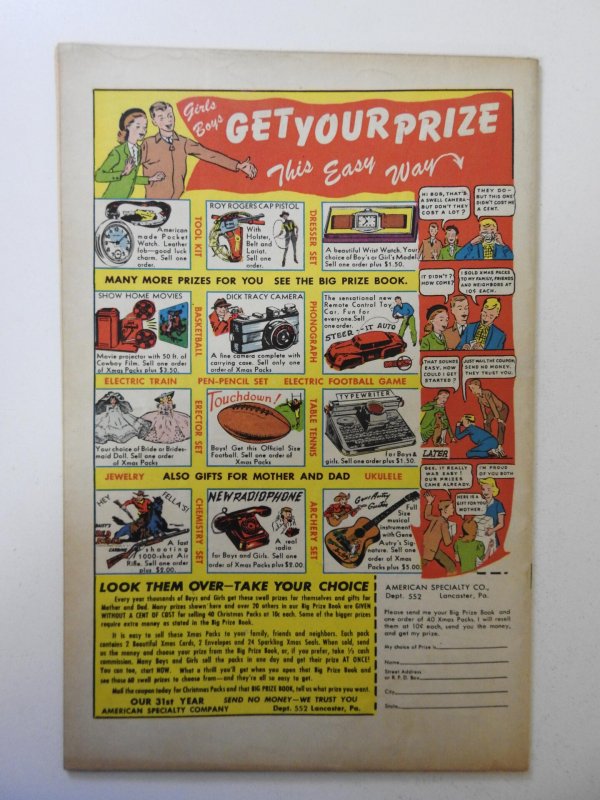 Girls
Boys
GET YOUR PRIZE
This Easy Way
American
made Pocket
Watch. Leather
fob—good luck
charm. Sell one
order.
TOOL KIT
ROY ROGERS CAP PISTOL
With
Holster,
Belt and
Lariat.
Sell one
order.
DRESSER SET
A beautiful Wrist Watch. Your
choice of Boy's or Girl's Model.
Sell one order plus $1.50.
HI BOB, THAT'S
A SWELL CAMERA-
BUT DON'T THEY
COST A LOT?
THEY DO-
BUT THIS ONE
DIDN'T COST ME
A CENT.
MANY MORE PRIZES FOR YOU SEE THE BIG PRIZE BOOK.
IT DIDN'T?
HOW COME?
I SOLD XMAS PACKS
TO MY FAMILY, FRIENDS
AND NEIGHBORS AT
10¢ EACH.
SHOW HOME MOVIES
Movie projector with 50 ft. of
Cowboy Film. Sell one order
of Xmas Packs plus $3.50.
BASKETBALL
DICK TRACY CAMERA
A fine camera complete with
carrying case. Sell only one
order of Xmas Packs
PHONOGRAPH
The sensational new
Remote Control Toy
Car. Fun for
everyone. Sell
one order.
STEER-IT AUTO
THAT SOUNDS
EASY, HOW
COULD I GET
STARTED?
JUST MAIL THE COUPON,
SEND NO MONEY.
THEY TRUST YOU.
ELECTRIC TRAIN PEN-PENCIL SET ELECTRIC FOOTBALL GAME
Your choice of Bride or Brides-
maid Doll. Sell one order
of Xmas Packs
ERECTOR SET
Touchdown!
Boys! Get this Official Size
Football. Sell one order
of Xmas Packs
TABLE TENNIS
TYPEWRITER
for Boys &
girls. Sell one order plus $1.50.
LATER
GEE, IT REALLY
WAS EASY!
OUR PRIZES
CAME ALREADY.
I'M PROUD
OF YOU BOTH
HERE IS A
GIFT FOR YOU
MOTHER.
JEWELRY ALSO GIFTS FOR MOTHER AND DAD UKULELE
HEY
FELLA'S!
DAISY'S
CARBINE
A fast
shooting
1000-shot Air
Rifle. Sell one order
plus $2.00.
CHEMISTRY SET
NEW RADIOPHONE
A real
radio
for Boys and Girls. Sell one
order of Xmas Packs plus $2.00.
ARCHERY SET
Gene Autry
Guitar
Full
Size
musical
instrument
with Gene
Autry's Sig-
nature. Sell
one order of
Xmas Packs plus $5.00
LOOK THEM OVER—TAKE YOUR CHOICE
Every year thousands of Boys and Girls get these swell prizes for themselves and gifts for
Mother and Dad. Many prizes shown here and over 20 others in our Big Prize Book are GIVEN
WITHOUT A CENT OF COST for selling 40 Christmas Packs at 10c each. Some of the bigger prizes
require extra money as stated in the Big Prize Book.
It is easy to sell these Xmas Packs to your family, friends and neighbors. Each pack
contains 2 Beautiful Xmas Cards, 2 Envelopes and 24 Sparkling Xmas Seals. When sold, send
us the money and choose your prize from the Big Prize Book, or, if you prefer, take ⅓ cash
commission. Many Boys and Girls sell the packs in one day and get their prize AT ONCE!
You can too, start NOW. What a thrill you'll get when you open that Big Prize Book and
see those 60 swell prizes to choose from—and they're all so easy to get.
Mail the coupon today for Christmas Packs and that BIG PRIZE BOOK, tell us what prize you want.
OUR 31st YEAR SEND NO MONEY—WE TRUST YOU
AMERICAN SPECIALTY COMPANY Dept. 552 Lancaster, Pa.
AMERICAN SPECIALTY CO.,
Dept. 552 Lancaster, Pa.
Please send me your Big Prize Book and
one order of 40 Xmas Packs. I will resell
them at 10¢ each, send you the money,
and get my prize.
My choice of Prize is
Name
Street Address
or R.F.D. Box
City
State